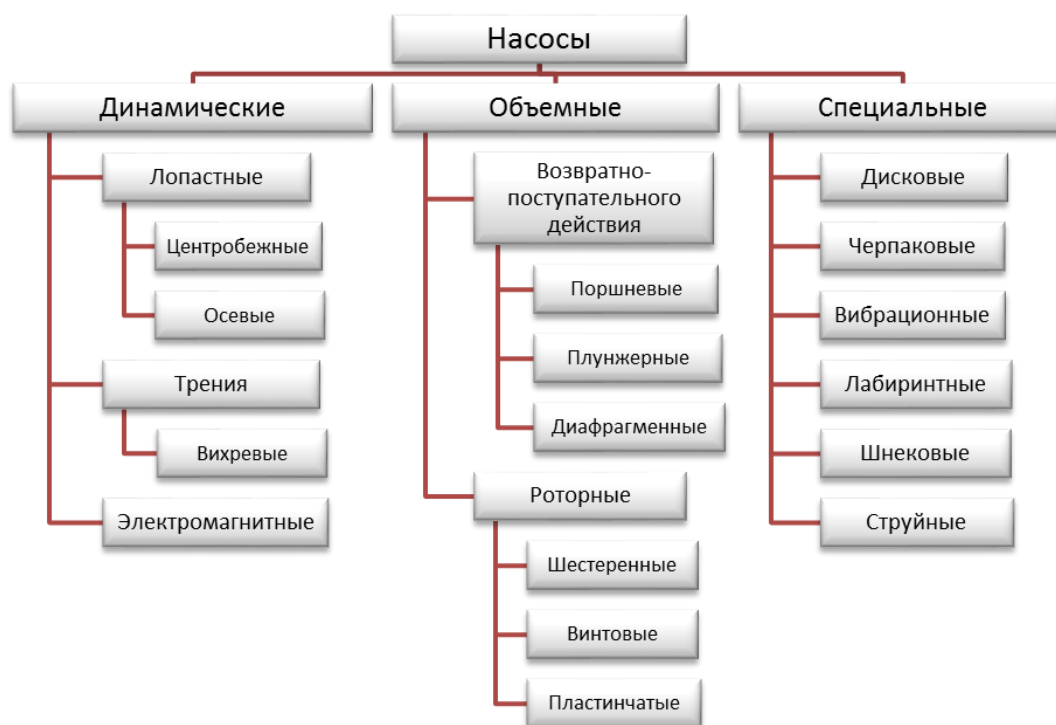 Насосы
Динамические
Лопастные
Центробежные
Осевые
Трения
Вихревые
Электромагнитные
Объемные
Возвратно-
поступательного
действия
Поршневые
Плунжерные
Диафрагменные
Роторные
Шестеренные
Винтовые
Пластинчатые
Специальные
Дисковые
Черпаковые
Вибрационные
Лабиринтные
Шнековые
Струйные